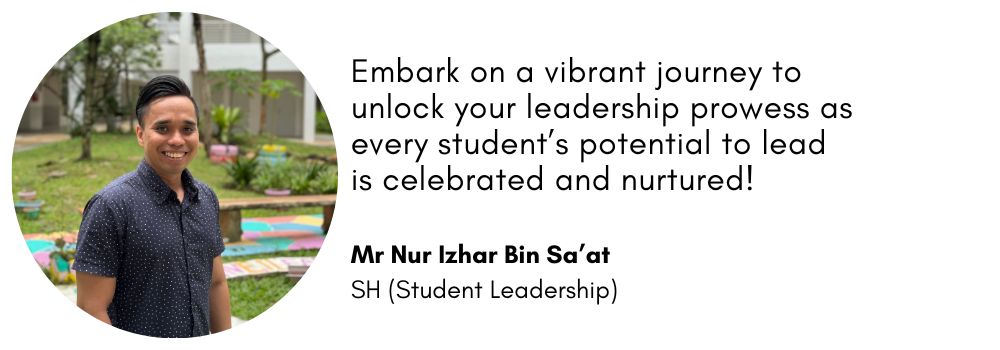 Embark on a vibrant journey to
unlock your leadership prowess as
every student’s potential to lead
is celebrated and nurtured!
Mr Nur Izhar Bin Sa’at
SH (Student Leadership)